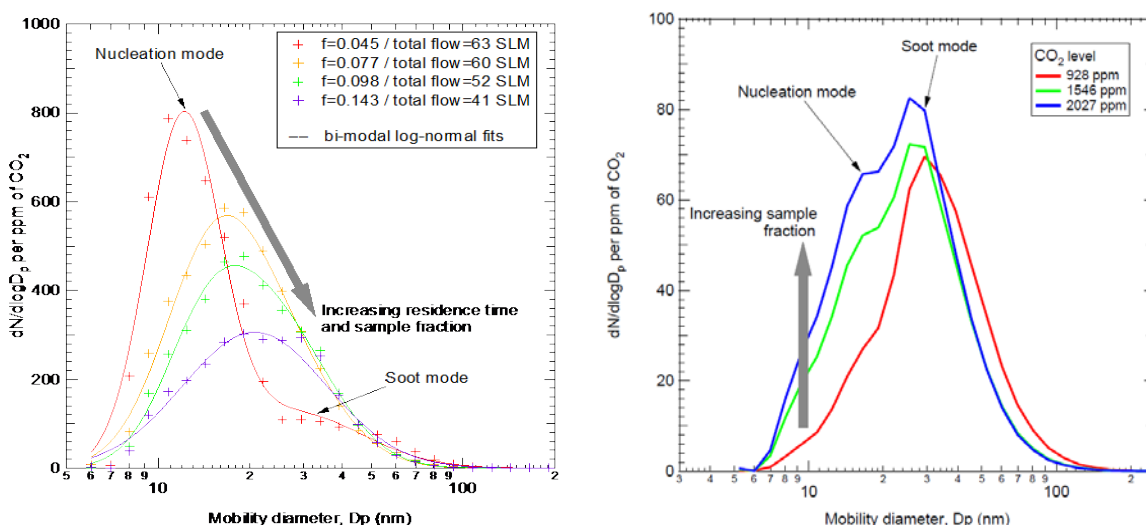 1000
800
600
400
200
0
dN/dlogDp per ppm of CO2
Nucleation mode
f=0.045 / total flow=63 SLM
f=0.077 / total flow=60 SLM
f=0.098 / total flow=52 SLM
f=0.143 / total flow=41 SLM
bi-modal log-normal fits
Increasing residence time
and sample fraction
Soot mode
5 6 7 8 9 10 2 3 4 5 6 7 8 9 100 2
Mobility diameter, Dp (nm)
100
80
60
40
20
0
dN/dlogDp per ppm of CO2
Soot mode
Nucleation mode
CO2 level
928 ppm
1546 ppm
2027 ppm
Increasing sample
fraction
3 4 5 6 7 8 9 10 2 3 4 5 6 7 8 9 100 2
Mobility diameter, Dp (nm)